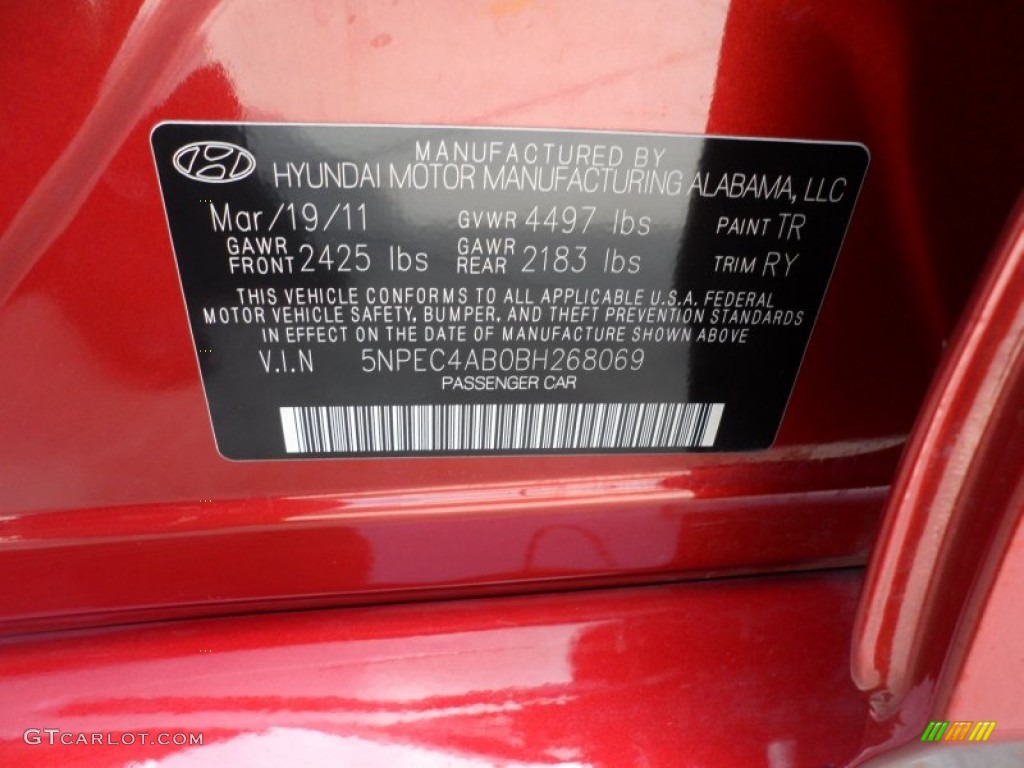 MANUFACTURED BY
HYUNDAI MOTOR MANUFACTURING ALABAMA, LLC
Mar/19/11 GVWR 4497 lbs PAINT TR
GAWR FRONT 2425 lbs GAWR REAR 2183 lbs TRIM RY
THIS VEHICLE CONFORMS TO ALL APPLICABLE U.S.A. FEDERAL
MOTOR VEHICLE SAFETY, BUMPER, AND THEFT PREVENTION STANDARDS
IN EFFECT ON THE DATE OF MANUFACTURE SHOWN ABOVE
V.I.N 5NPEC4AB0BH268069
PASSENGER CAR
GTCARLOT.COM